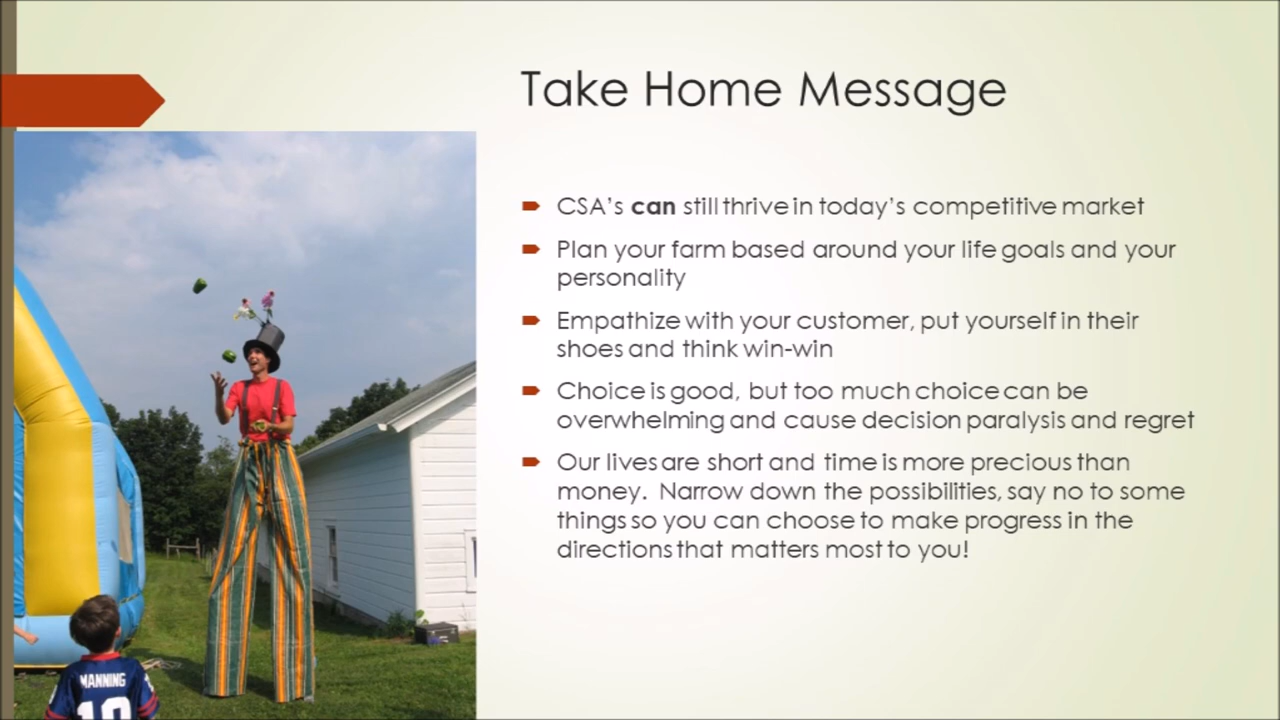 Take Home Message
CSA's can still thrive in today's competitive market
Plan your farm based around your life goals and your
personality
Empathize with your customer, put yourself in their
shoes and think win-win
Choice is good, but too much choice can be
overwhelming and cause decision paralysis and regret
Our lives are short and time is more precious than
money.  Narrow down the possibilities, say no to some
things so you can choose to make progress in the
directions that matters most to you!
MANNING
18